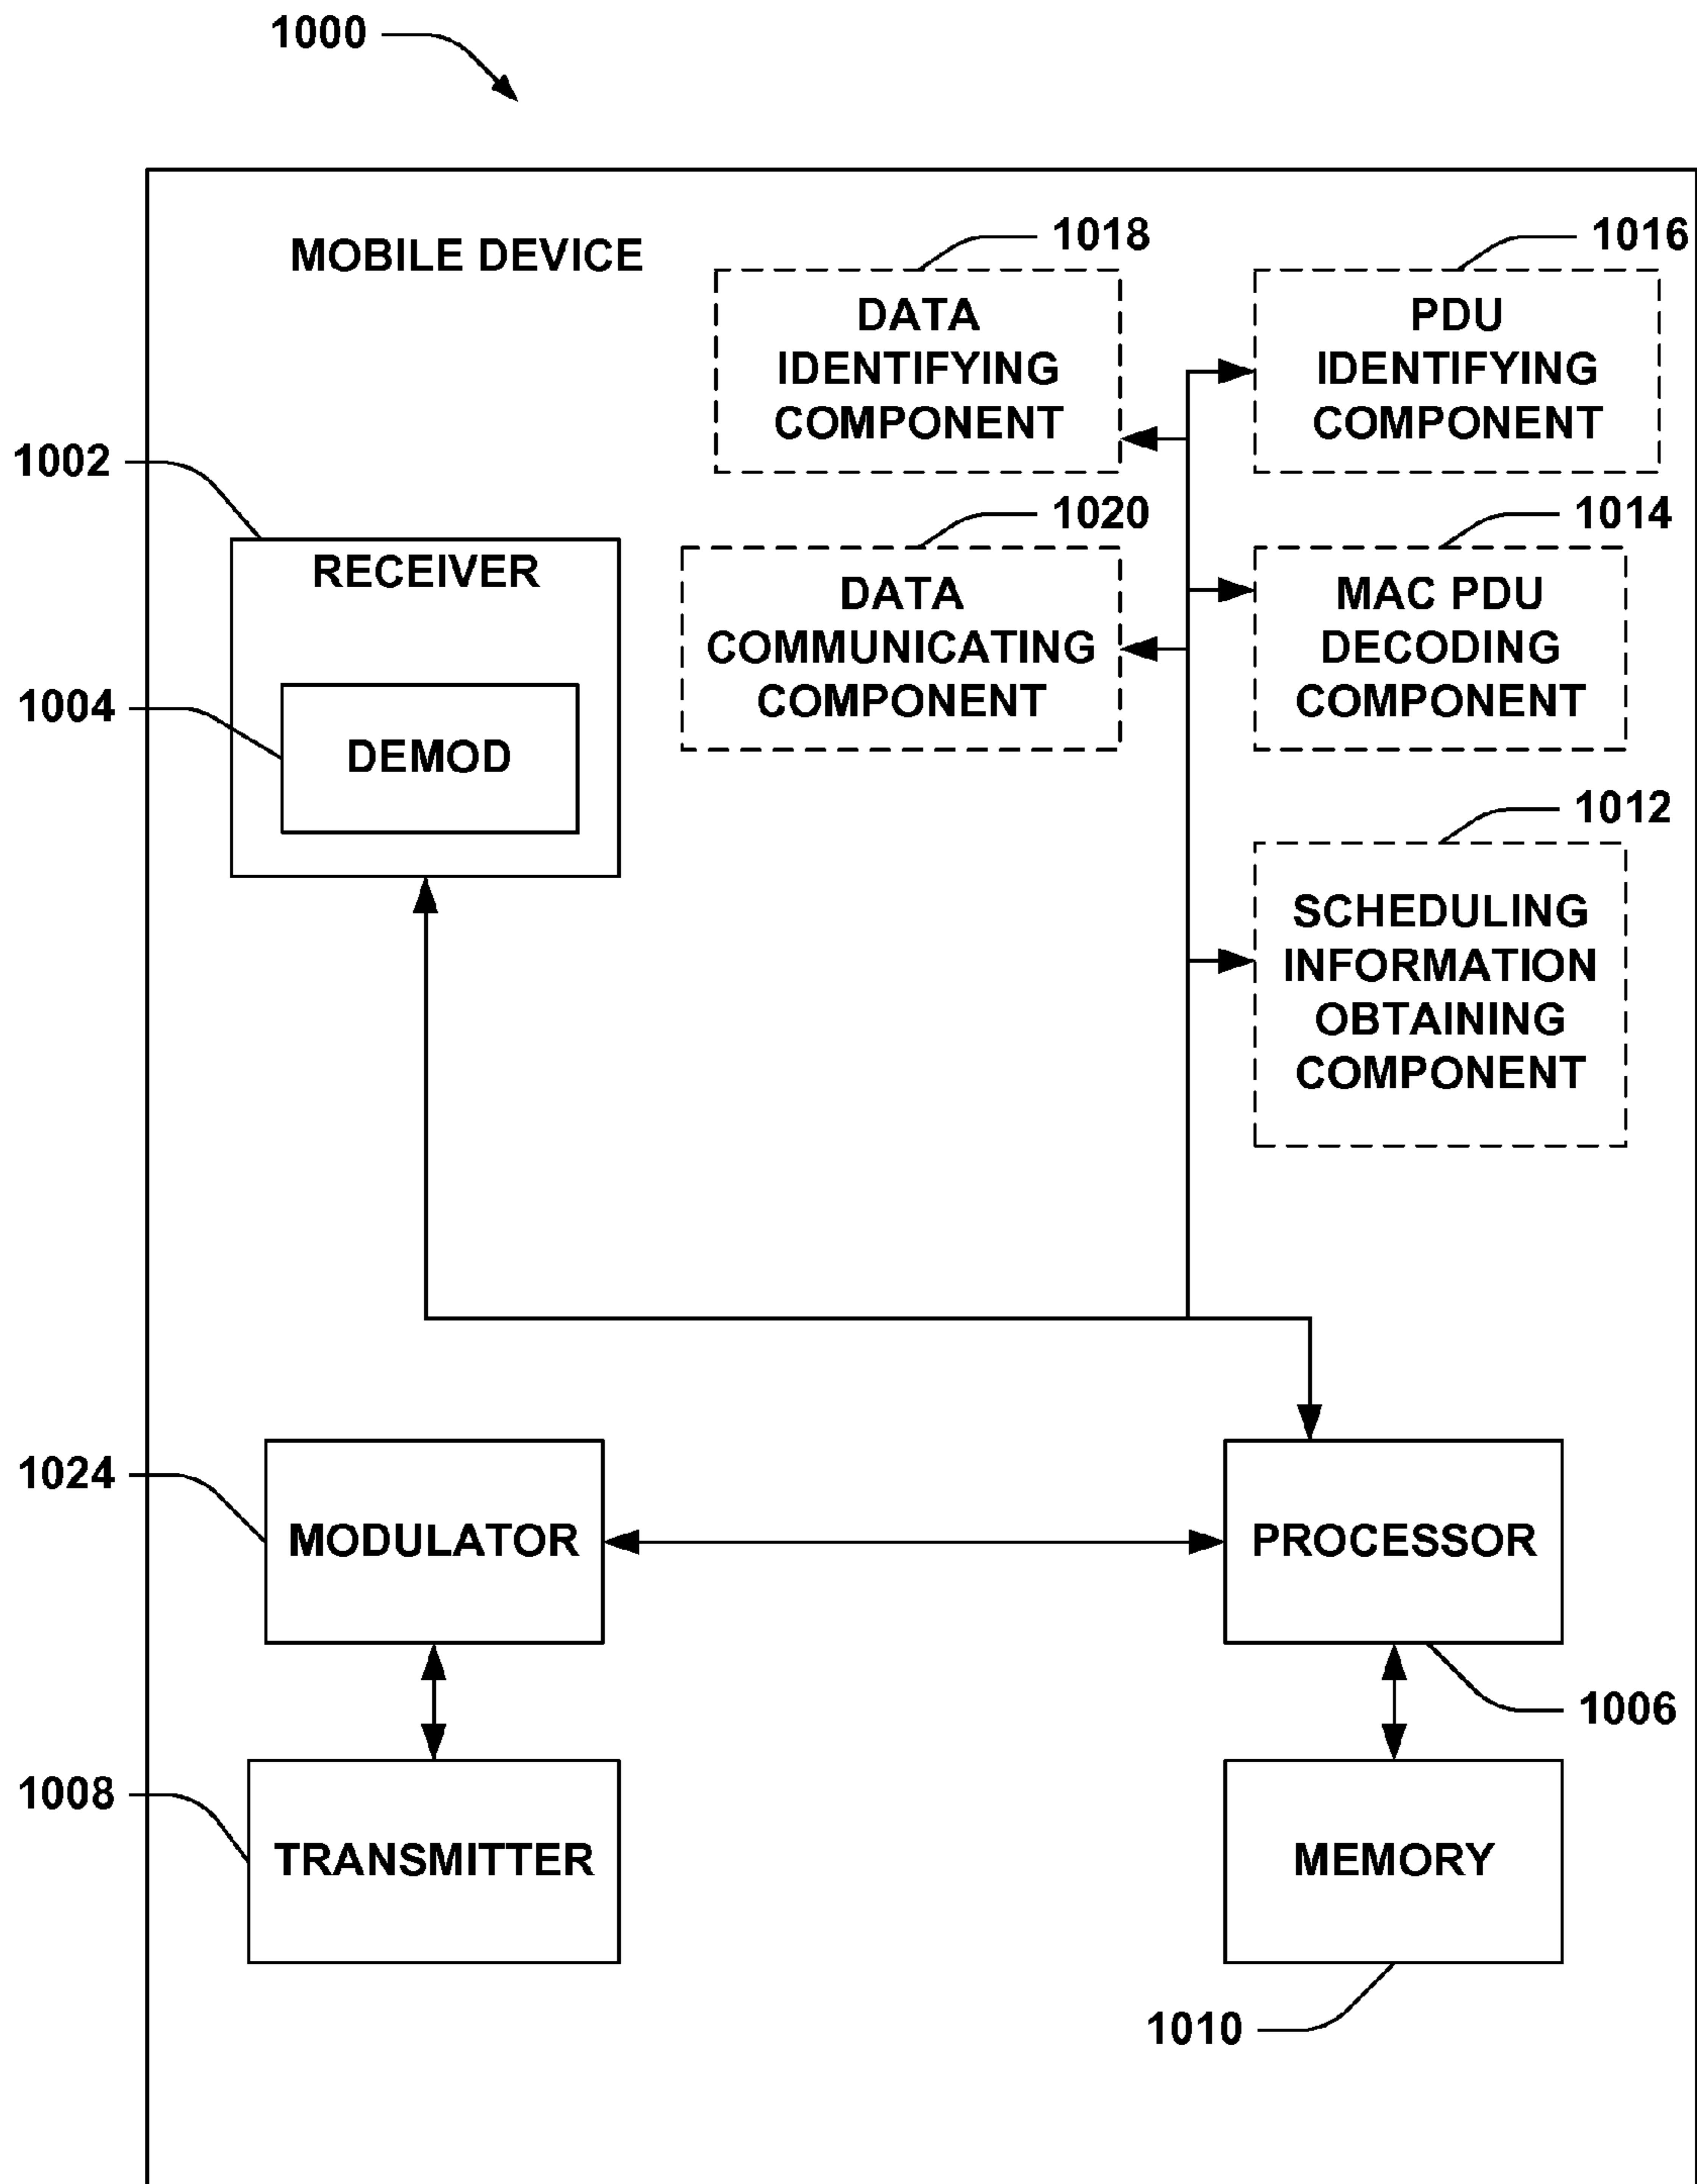 1000
MOBILE DEVICE
1018
1016
DATA
IDENTIFYING
COMPONENT
PDU
IDENTIFYING
COMPONENT
1002
1020
1014
RECEIVER
DATA
COMMUNICATING
COMPONENT
MAC PDU
DECODING
COMPONENT
1004
DEMOD
1012
SCHEDULING
INFORMATION
OBTAINING
COMPONENT
1024
MODULATOR
PROCESSOR
1006
1008
TRANSMITTER
MEMORY
1010